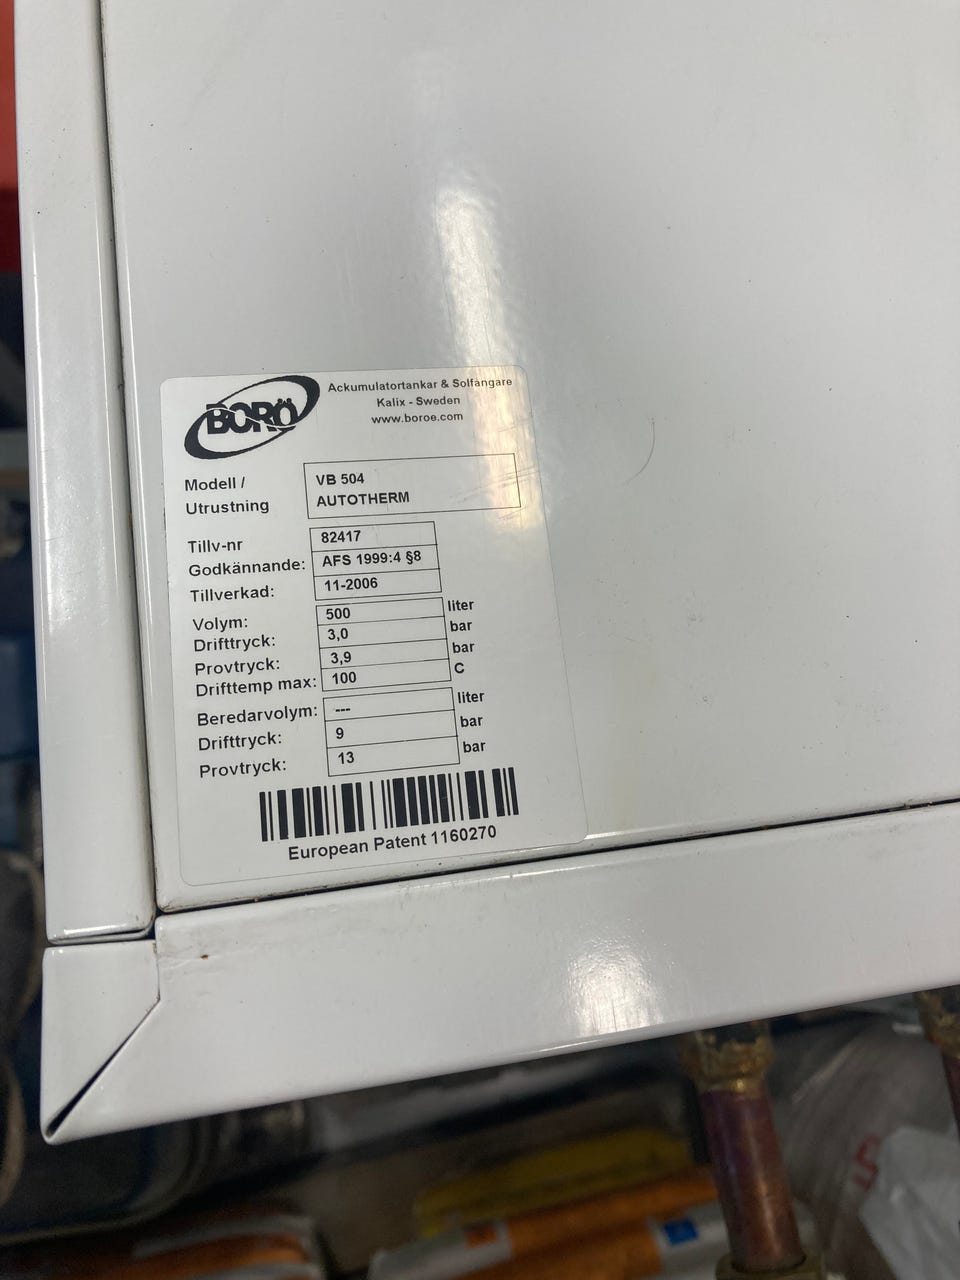 BORÖ
Ackumulatortankar & Solfångare
Kalix - Sweden
www.boroe.com
Modell / VB 504
Utrustning AUTOTHERM
Tillv-nr 82417
Godkännande: AFS 1999:4 §8
Tillverkad: 11-2006
Volym: 500 liter
Drifttryck: 3,0 bar
Provtryck: 3,9 bar
Drifttemp max: 100 C
Beredarvolym: --- liter
Drifttryck: 9 bar
Provtryck: 13 bar
European Patent 1160270